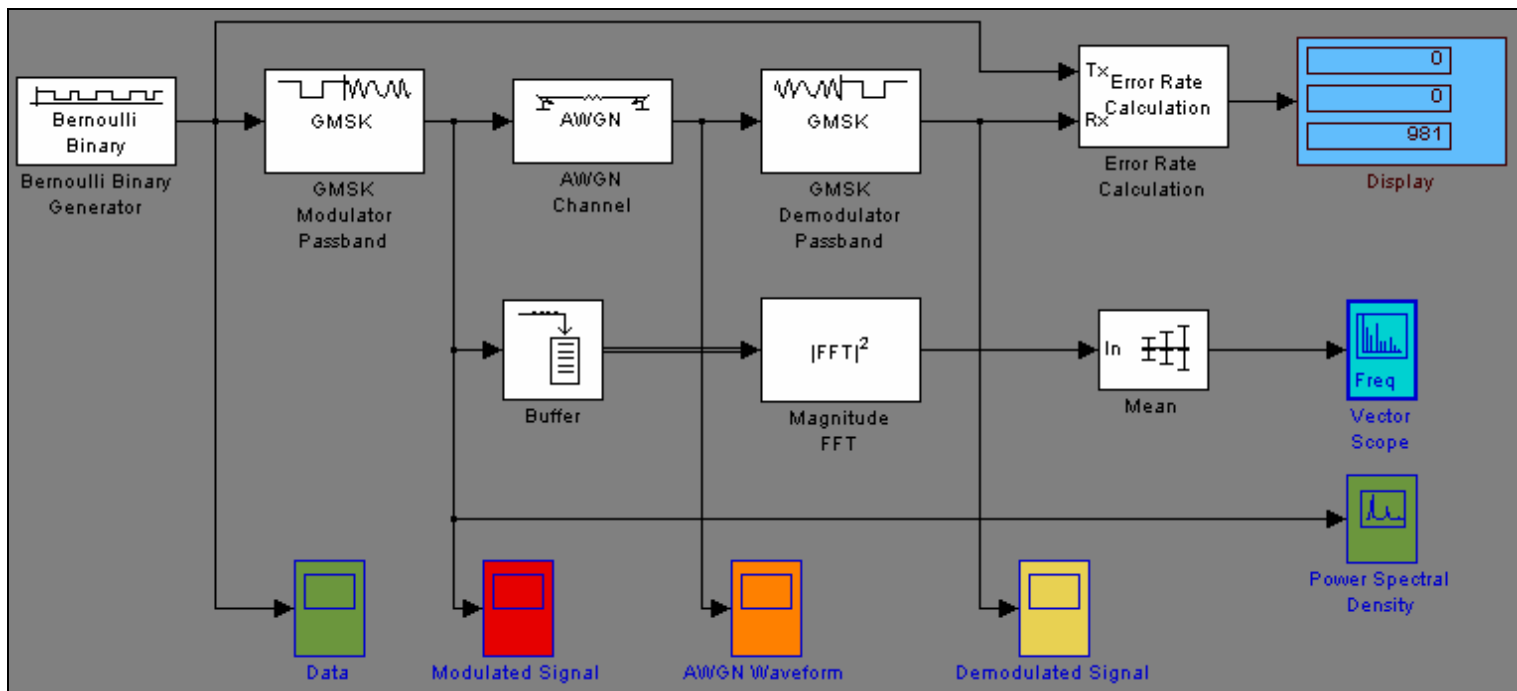 Bernoulli
Binary
Bernoulli Binary
Generator
GMSK
GMSK
Modulator
Passband
AWGN
AWGN
Channel
GMSK
GMSK
Demodulator
Passband
Tx
Rx
Error Rate
Calculation
Error Rate
Calculation
0
0
981
Display
Buffer
|FFT|²
Magnitude
FFT
In
Mean
Freq
Vector
Scope
Power Spectral
Density
Data
Modulated Signal
AWGN Waveform
Demodulated Signal